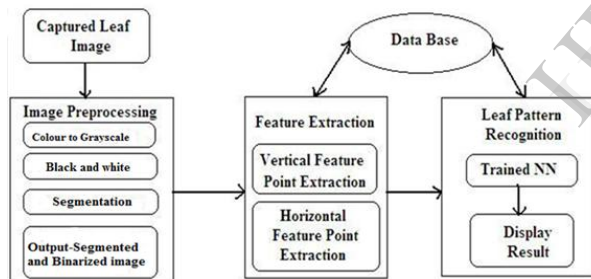 Captured Leaf
Image
Data Base
Image Preprocessing
Colour to Grayscale
Black and white
Segmentation
Output-Segmented
and Binarized image
Feature Extraction
Vertical Feature
Point Extraction
Horizontal
Feature Point
Extraction
Leaf Pattern
Recognition
Trained NN
Display
Result